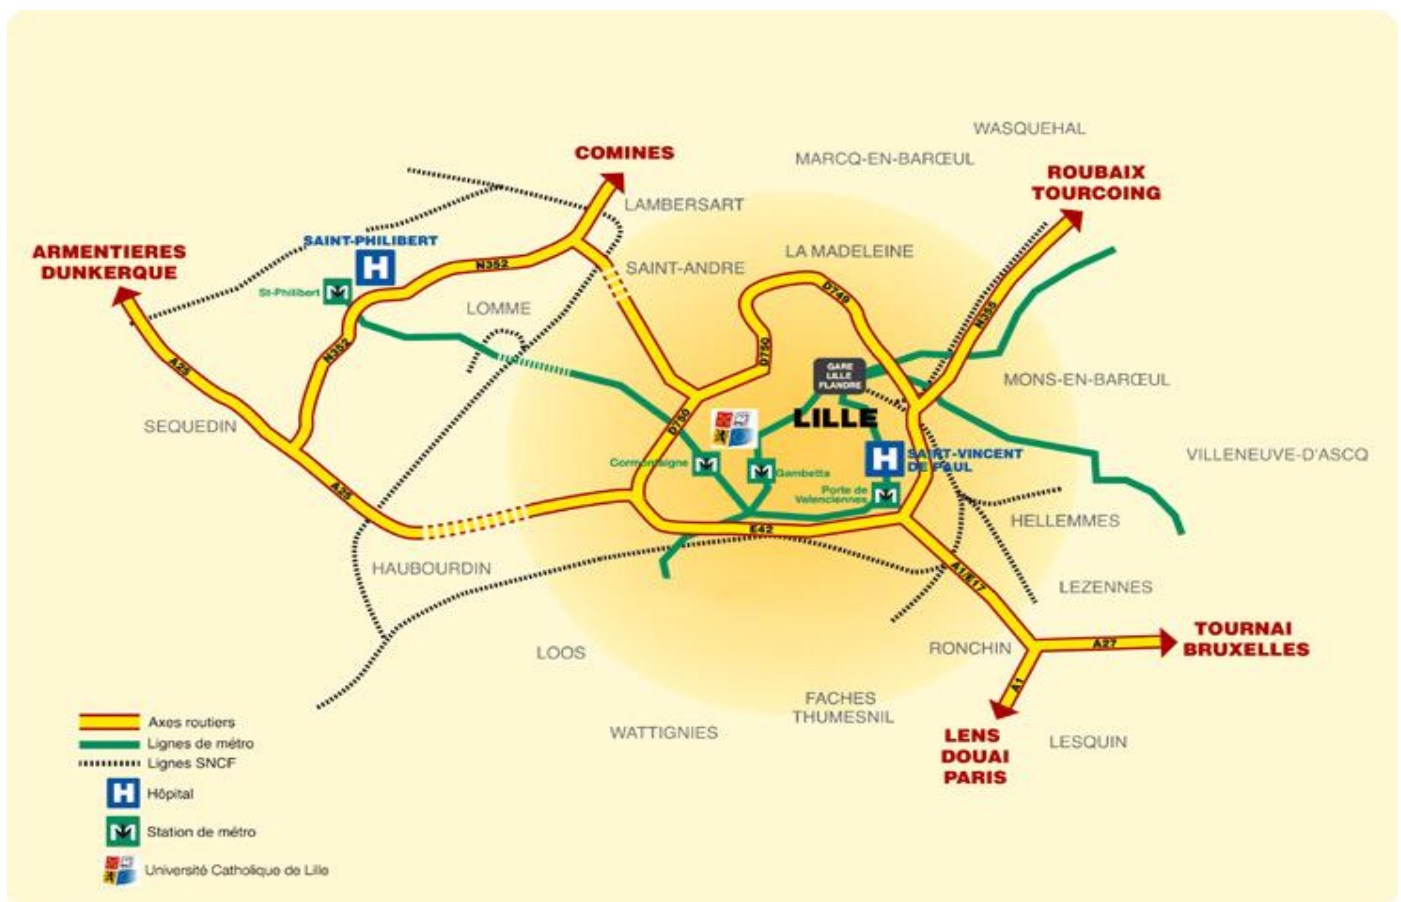 WASQUEHAL
COMINES
MARCQ-EN-BARŒUL
ROUBAIX
TOURCOING
LAMBERSART
ARMENTIERES
DUNKERQUE
SAINT-PHILIBERT
H
LA MADELEINE
N352
SAINT-ANDRE
St-Philibert
M
D749
LOMME
N355
N352
D750
A25
GARE
LILLE
FLANDRE
MONS-EN-BARŒUL
SEQUEDIN
D750
LILLE
H
SAINT-VINCENT
DE PAUL
VILLENEUVE-D'ASCQ
Cormontaigne
M
M
Gambetta
A25
Porte de
Valenciennes
M
HELLEMMES
E42
HAUBOURDIN
A1/E17
LEZENNES
LOOS
RONCHIN
A27
TOURNAI
BRUXELLES
A1
FACHES
THUMESNIL
WATTIGNIES
LENS
DOUAI
PARIS
LESQUIN
Axes routiers
Lignes de métro
Lignes SNCF
H
Hôpital
M
Station de métro
Université Catholique de Lille